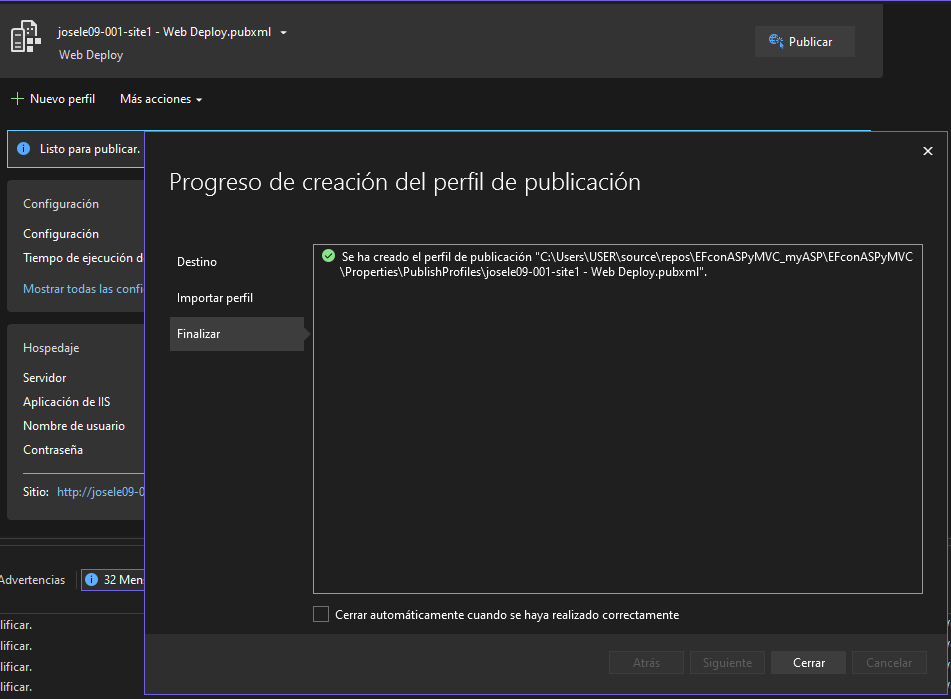 josele09-001-site1 - Web Deploy.pubxml
Web Deploy
Publicar
Nuevo perfil
Más acciones
Listo para publicar.
Progreso de creación del perfil de publicación
Configuración
Configuración
Tiempo de ejecución d
Mostrar todas las confi
Hospedaje
Servidor
Aplicación de IIS
Nombre de usuario
Contraseña
Sitio: http://josele09-0
Advertencias
32 Men
lificar.
lificar.
lificar.
lificar.
Destino
Importar perfil
Finalizar
Se ha creado el perfil de publicación "C:\Users\USER\source\repos\EFconASPyMVC_myASP\EFconASPyMVC
\Properties\PublishProfiles\josele09-001-site1 - Web Deploy.pubxml".
Cerrar automáticamente cuando se haya realizado correctamente
Atrás
Siguiente
Cerrar
Cancelar